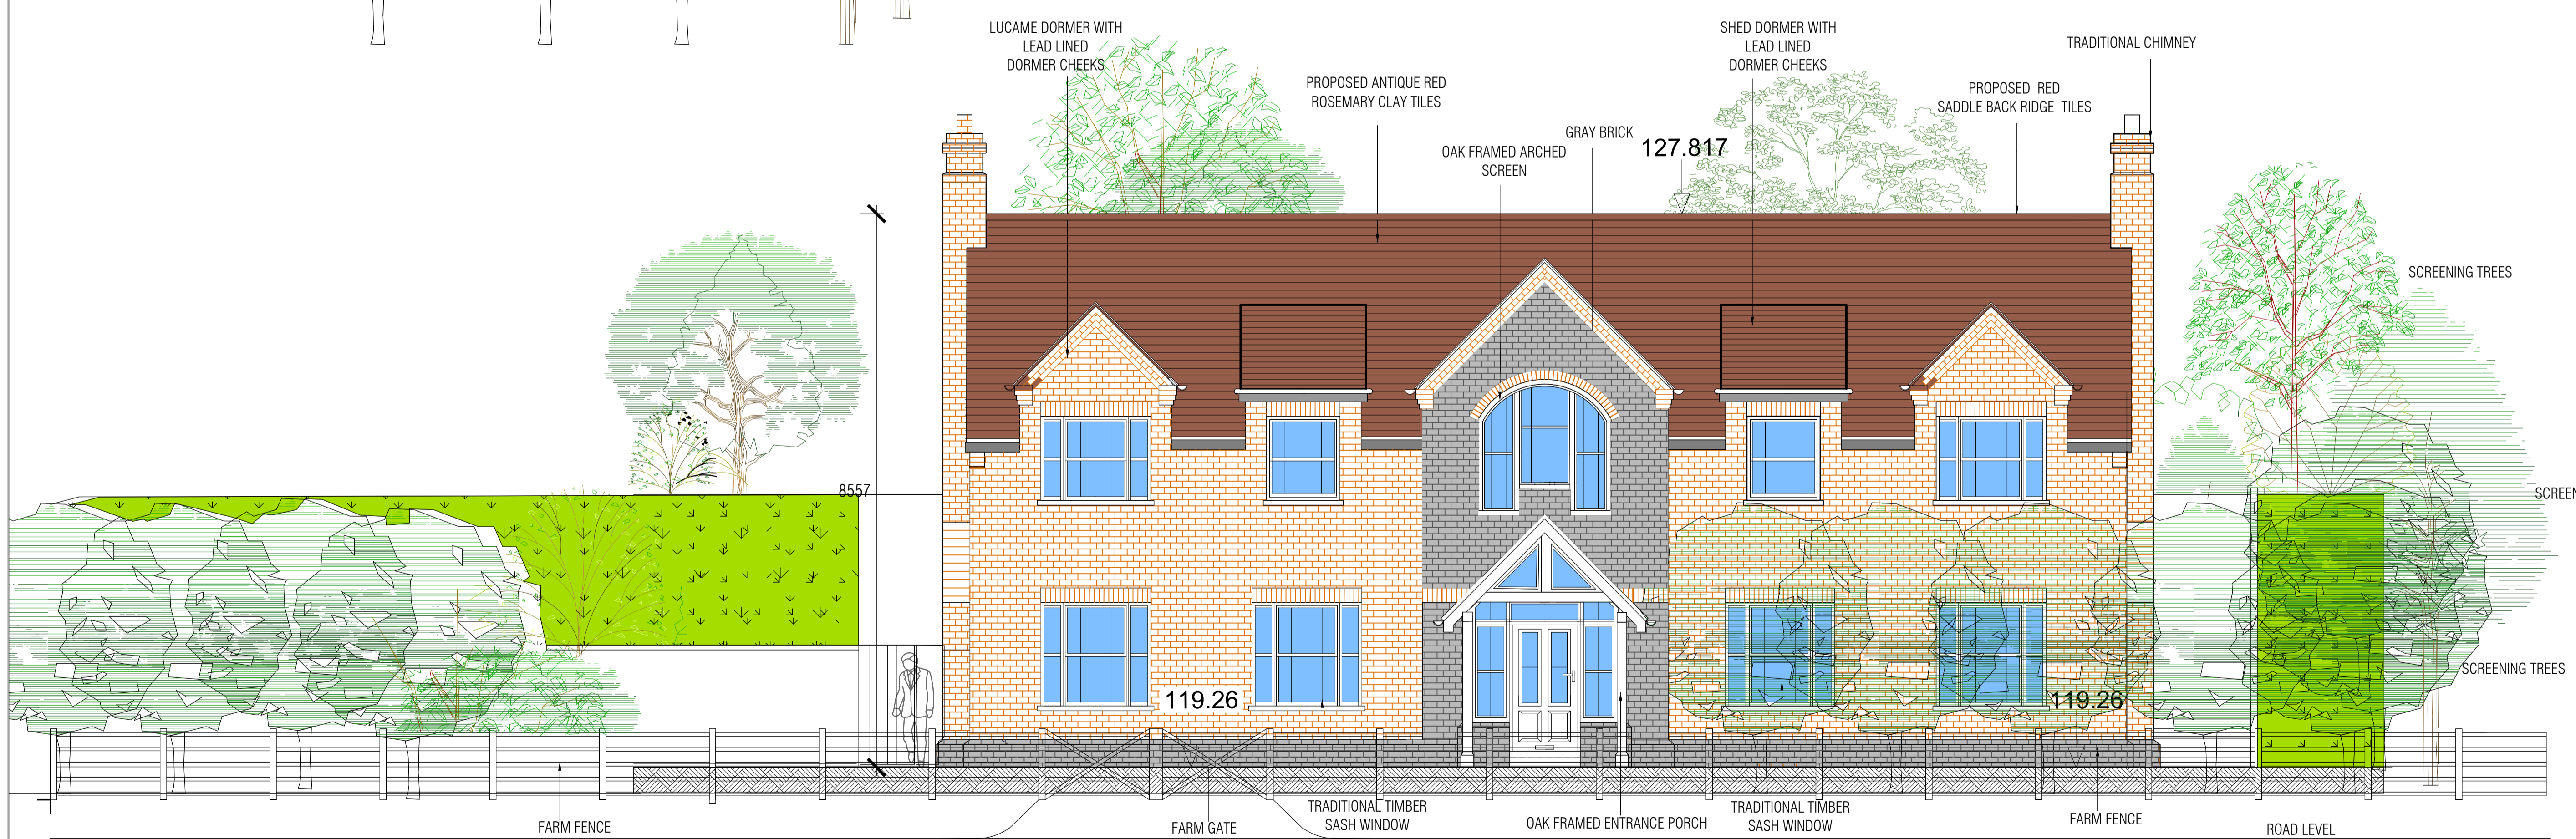 LUCAME DORMER WITH
LEAD LINED
DORMER CHEEKS
PROPOSED ANTIQUE RED
ROSEMARY CLAY TILES
OAK FRAMED ARCHED
SCREEN
GRAY BRICK
127.817
SHED DORMER WITH
LEAD LINED
DORMER CHEEKS
PROPOSED RED
SADDLE BACK RIDGE TILES
TRADITIONAL CHIMNEY
SCREENING TREES
8557
SCREEN
SCREENING TREES
119.26
119.26
FARM FENCE
FARM GATE
TRADITIONAL TIMBER
SASH WINDOW
OAK FRAMED ENTRANCE PORCH
TRADITIONAL TIMBER
SASH WINDOW
FARM FENCE
ROAD LEVEL